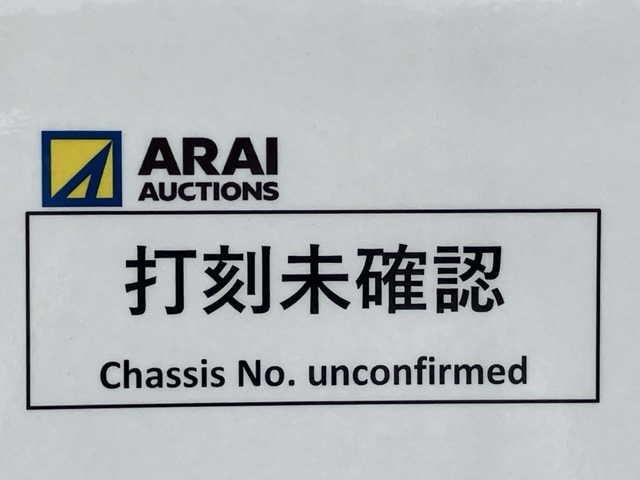 ARAI
AUCTIONS
打刻未確認
Chassis No. unconfirmed